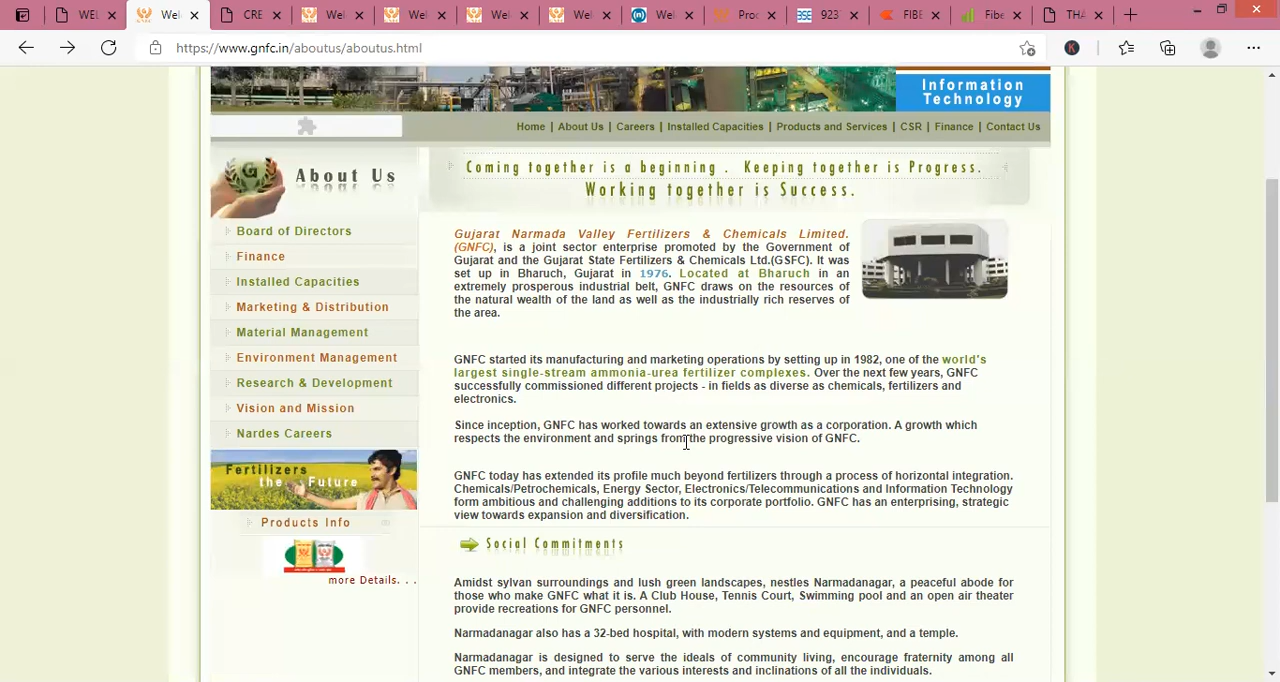 WEL
Wel
CRE
Wel
Wel
Wel
Wel
Wel
Proc
923
FIBE
Fibe
THA
https://www.gnfc.in/aboutus/aboutus.html
K
Information
Technology
Home | About Us | Careers | Installed Capacities | Products and Services | CSR | Finance | Contact Us
About Us
Coming together is a beginning . Keeping together is Progress.
Working together is Success.
Board of Directors
Finance
Installed Capacities
Marketing & Distribution
Material Management
Environment Management
Research & Development
Vision and Mission
Nardes Careers
Fertilizers
the Future
Products Info
more Details. . .
Gujarat Narmada Valley Fertilizers & Chemicals Limited.
(GNFC), is a joint sector enterprise promoted by the Government of
Gujarat and the Gujarat State Fertilizers & Chemicals Ltd.(GSFC). It was
set up in Bharuch, Gujarat in 1976. Located at Bharuch in an
extremely prosperous industrial belt, GNFC draws on the resources of
the natural wealth of the land as well as the industrially rich reserves of
the area.
GNFC started its manufacturing and marketing operations by setting up in 1982, one of the world's
largest single-stream ammonia-urea fertilizer complexes. Over the next few years, GNFC
successfully commissioned different projects - in fields as diverse as chemicals, fertilizers and
electronics.
Since inception, GNFC has worked towards an extensive growth as a corporation. A growth which
respects the environment and springs from the progressive vision of GNFC.
GNFC today has extended its profile much beyond fertilizers through a process of horizontal integration.
Chemicals/Petrochemicals, Energy Sector, Electronics/Telecommunications and Information Technology
form ambitious and challenging additions to its corporate portfolio. GNFC has an enterprising, strategic
view towards expansion and diversification.
Social Commitments
Amidst sylvan surroundings and lush green landscapes, nestles Narmadanagar, a peaceful abode for
those who make GNFC what it is. A Club House, Tennis Court, Swimming pool and an open air theater
provide recreations for GNFC personnel.
Narmadanagar also has a 32-bed hospital, with modern systems and equipment, and a temple.
Narmadanagar is designed to serve the ideals of community living, encourage fraternity among all
GNFC members, and integrate the various interests and inclinations of all the individuals.